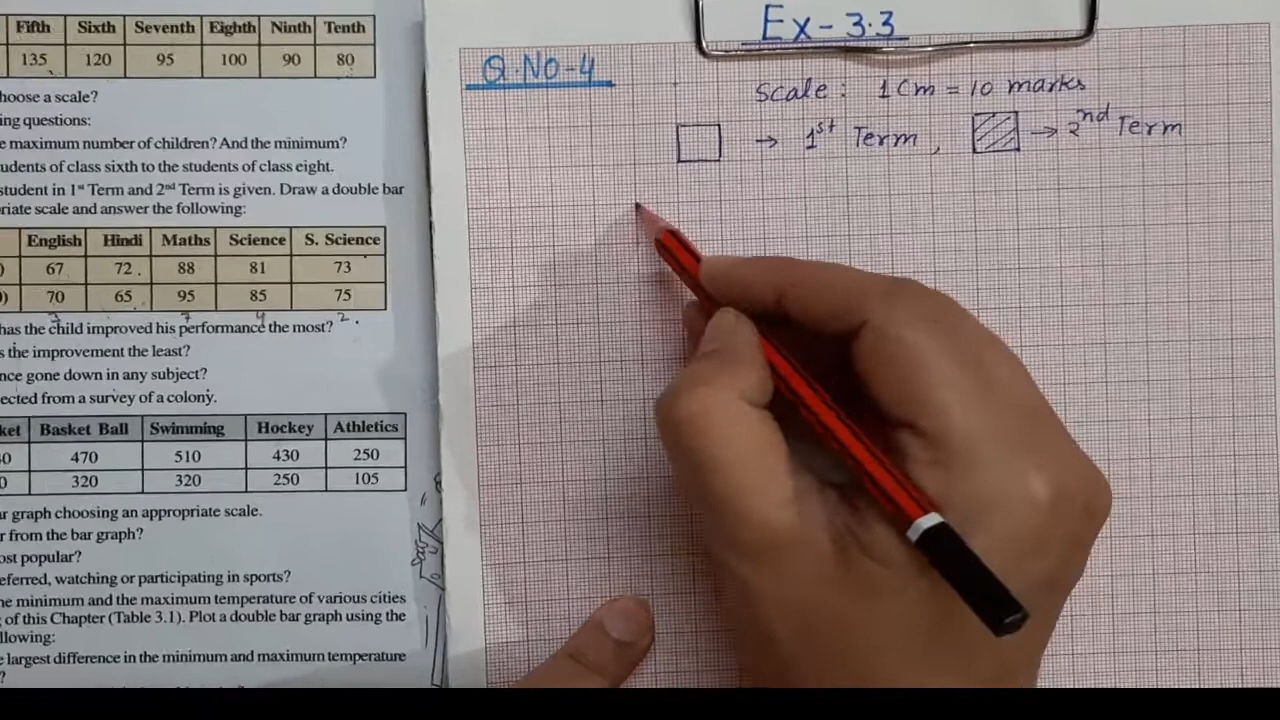 Fifth Sixth Seventh Eighth Ninth Tenth
135 120 95 100 90 80
hoose a scale?
ing questions:
e maximum number of children? And the minimum?
udents of class sixth to the students of class eight.
student in 1st Term and 2nd Term is given. Draw a double bar
riate scale and answer the following:
English Hindi Maths Science S. Science
) 67 72 88 81 73
0) 70 65 95 85 75
7 7 4 2
has the child improved his performance the most?
s the improvement the least?
nce gone down in any subject?
ected from a survey of a colony.
ket Basket Ball Swimming Hockey Athletics
0 470 510 430 250
0 320 320 250 105
ar graph choosing an appropriate scale.
r from the bar graph?
ost popular?
eferred, watching or participating in sports?
he minimum and the maximum temperature of various cities
of this Chapter (Table 3.1). Plot a double bar graph using the
llowing:
e largest difference in the minimum and maximum temperature
?
Ex - 3.3
Q.No-4
Scale : 1 Cm = 10 marks
→ 1st Term , → 2nd Term